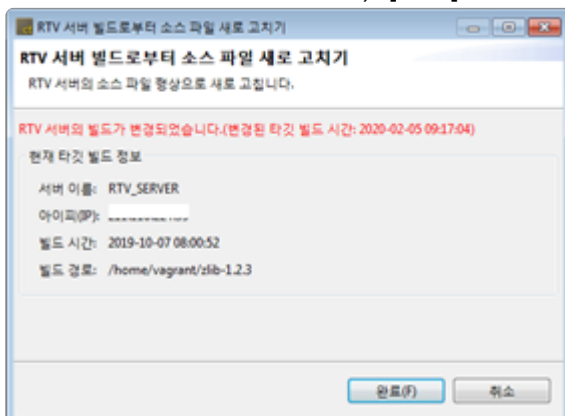 RTV 서버 빌드로부터 소스 파일 새로 고치기
RTV 서버 빌드로부터 소스 파일 새로 고치기
RTV 서버의 소스 파일 형상으로 새로 고칩니다.
RTV 서버의 빌드가 변경되었습니다.(변경된 타깃 빌드 시간: 2020-02-05 09:17:04)
현재 타깃 빌드 정보
서버 이름: RTV_SERVER
아이피(IP):
빌드 시간: 2019-10-07 08:00:52
빌드 경로: /home/vagrant/zlib-1.2.3
완료(F) 취소